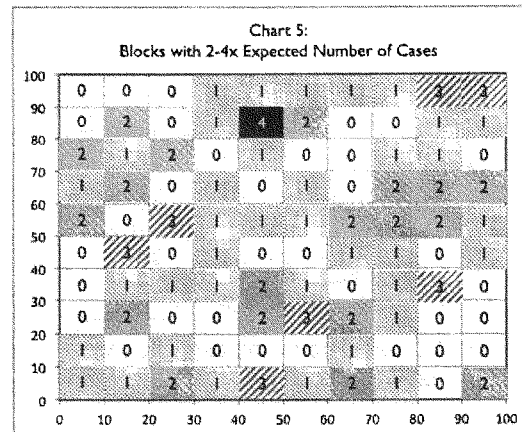 Chart 5:
Blocks with 2-4x Expected Number of Cases
100
0 0 0 1 1 1 1 1 3 3
90
0 2 0 1 4 2 0 0 1 1
80
2 1 2 0 1 0 0 1 1 0
70
1 2 0 1 0 1 0 2 2 2
60
2 0 3 1 1 1 2 2 2 1
50
0 3 0 1 0 0 1 1 0 1
40
0 1 1 1 2 1 0 1 3 0
30
0 2 0 0 2 3 2 1 0 0
20
1 0 1 0 0 0 1 0 0 0
10
1 1 2 1 3 1 2 1 0 2
0
0 10 20 30 40 50 60 70 80 90 100